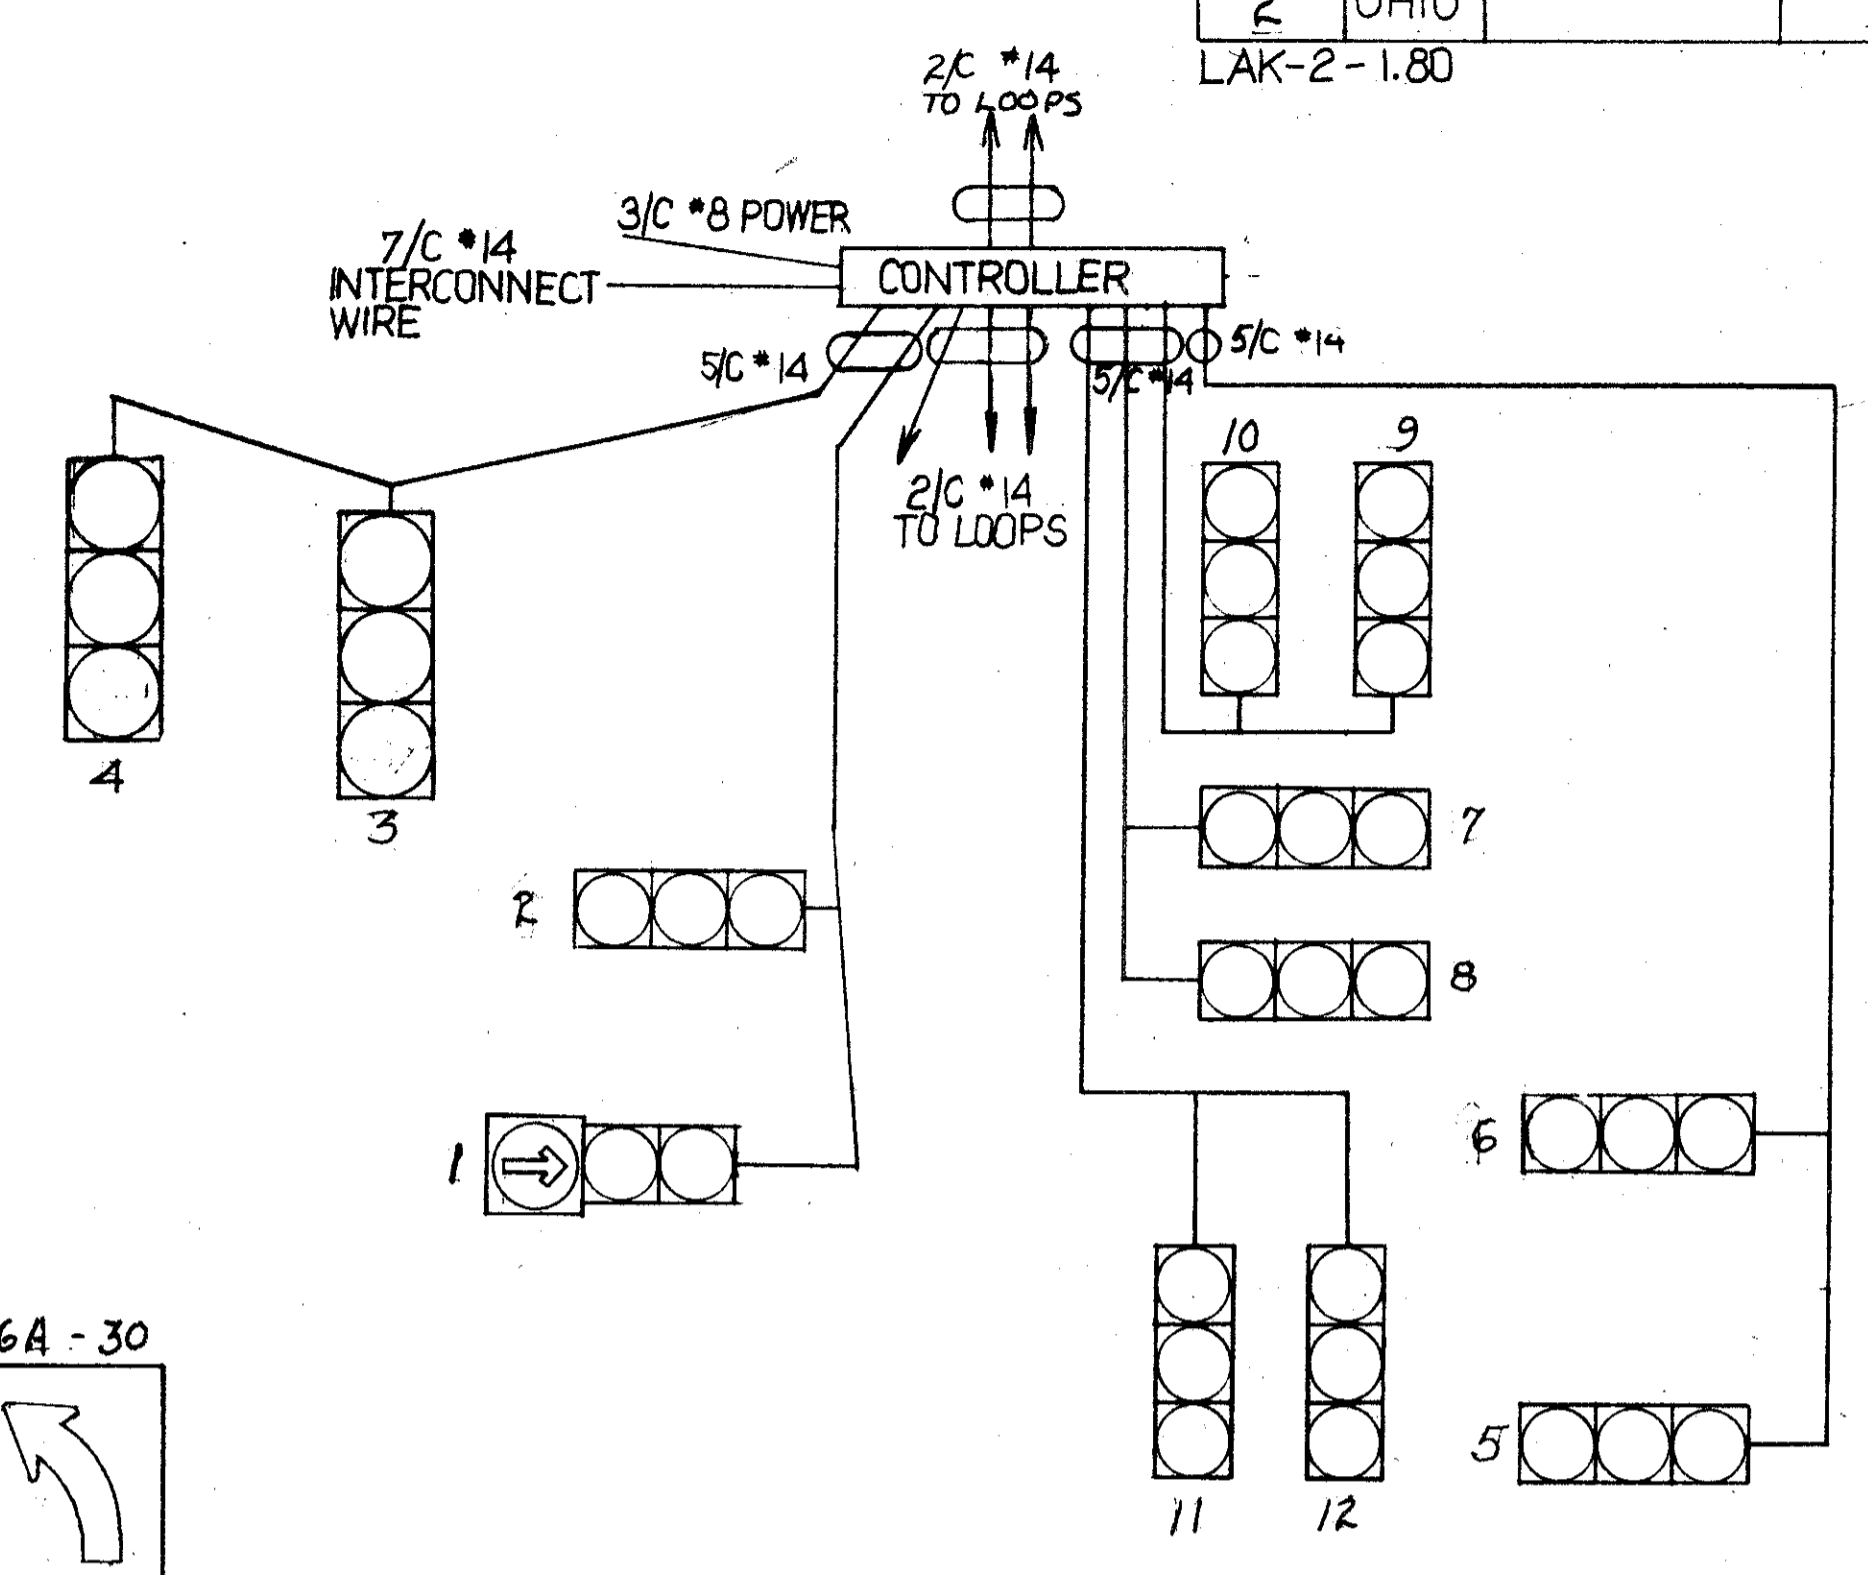 2 OHIO
LAK-2-1.80
2/C #14
TO LOOPS
3/C #8 POWER
7/C #14
INTERCONNECT
WIRE
CONTROLLER
5/C #14
5/C #14
5/C #14
2/C #14
TO LOOPS
10
9
4
3
7
2
8
1
6
6A-30
5
11
12